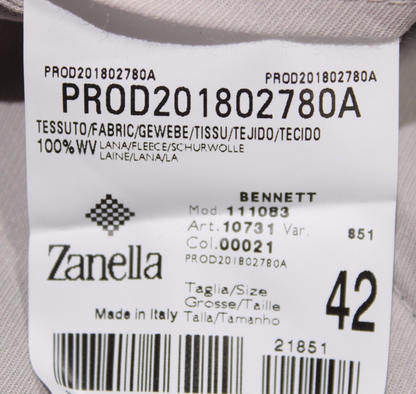 PROD201802780A PROD201802780A
PROD201802780A
TESSUTO/FABRIC/GEWEBE/TISSU/TEJIDO/TECIDO
100%WV LANA/FLEECE/SCHURWOLLE
LAINE/LANA/LA
BENNETT
Mod 111083
Art.10731 Var. 851
Col.00021
PROD201802780A
Zanella
Taglia/Size
Grosse/Taille
Talla/Tamanho
42
Made in Italy
21851